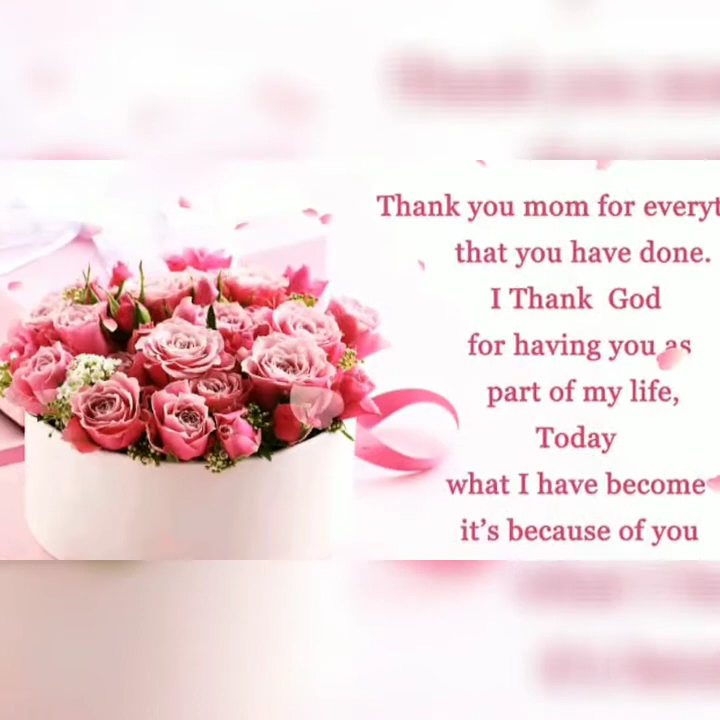 Thank you mom for everyt
that you have done.
I Thank God
for having you as
part of my life,
Today
what I have become
it's because of you